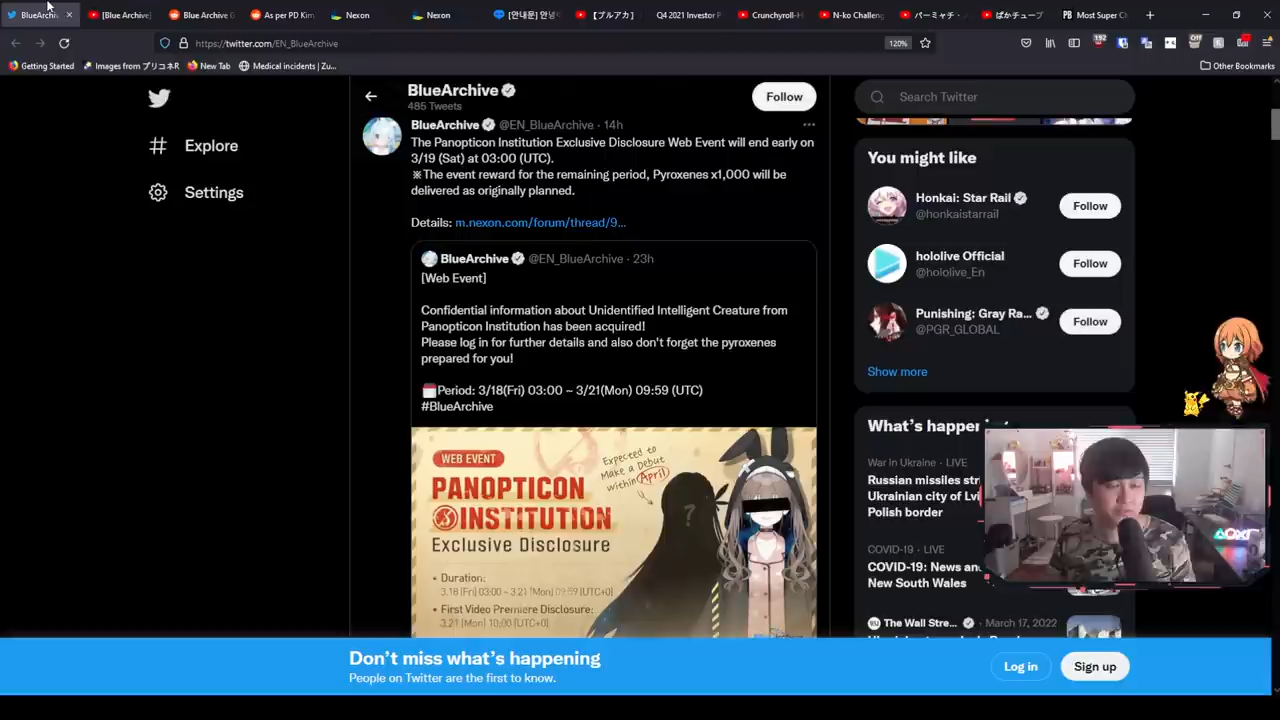 BlueArchiv
[Blue Archive]
Blue Archive G
As per PD Kim
Nexon
Nexon
[안내문] 안녕
【ブルアカ】
Q4 2021 Investor P
Crunchyroll-H
N-ko Challeng
パーミャチ・
ぱかチューブ
Most Super Ch
https://twitter.com/EN_BlueArchive
120%
192
Off
Getting Started
Images from プリコネR
New Tab
Medical incidents | Zu...
Other Bookmarks
Explore
Settings
BlueArchive
485 Tweets
Follow
BlueArchive @EN_BlueArchive · 14h
The Panopticon Institution Exclusive Disclosure Web Event will end early on
3/19 (Sat) at 03:00 (UTC).
※The event reward for the remaining period, Pyroxenes x1,000 will be
delivered as originally planned.
Details: m.nexon.com/forum/thread/9...
BlueArchive @EN_BlueArchive · 23h
[Web Event]
Confidential information about Unidentified Intelligent Creature from
Panopticon Institution has been acquired!
Please log in for further details and also don't forget the pyroxenes
prepared for you!
Period: 3/18(Fri) 03:00 ~ 3/21(Mon) 09:59 (UTC)
#BlueArchive
WEB EVENT
PANOPTICON
INSTITUTION
Exclusive Disclosure
Expected to
Make a Debut
within April
?
• Duration:
3.18 [Fri] 03:00 ~ 3.21 [Mon] 09:59 (UTC+0)
• First Video Premiere Disclosure:
3.21 [Mon] 10:00 (UTC+0)
Search Twitter
You might like
Honkai: Star Rail
@honkaistarrail
Follow
hololive Official
@hololive_En
Follow
Punishing: Gray Ra...
@PGR_GLOBAL
Follow
Show more
What's happen
War in Ukraine · LIVE
Russian missiles str
Ukrainian city of Lvi
Polish border
COVID-19 · LIVE
COVID-19: News an
New South Wales
The Wall Stre... · March 17, 2022
Don't miss what's happening
People on Twitter are the first to know.
Log in
Sign up